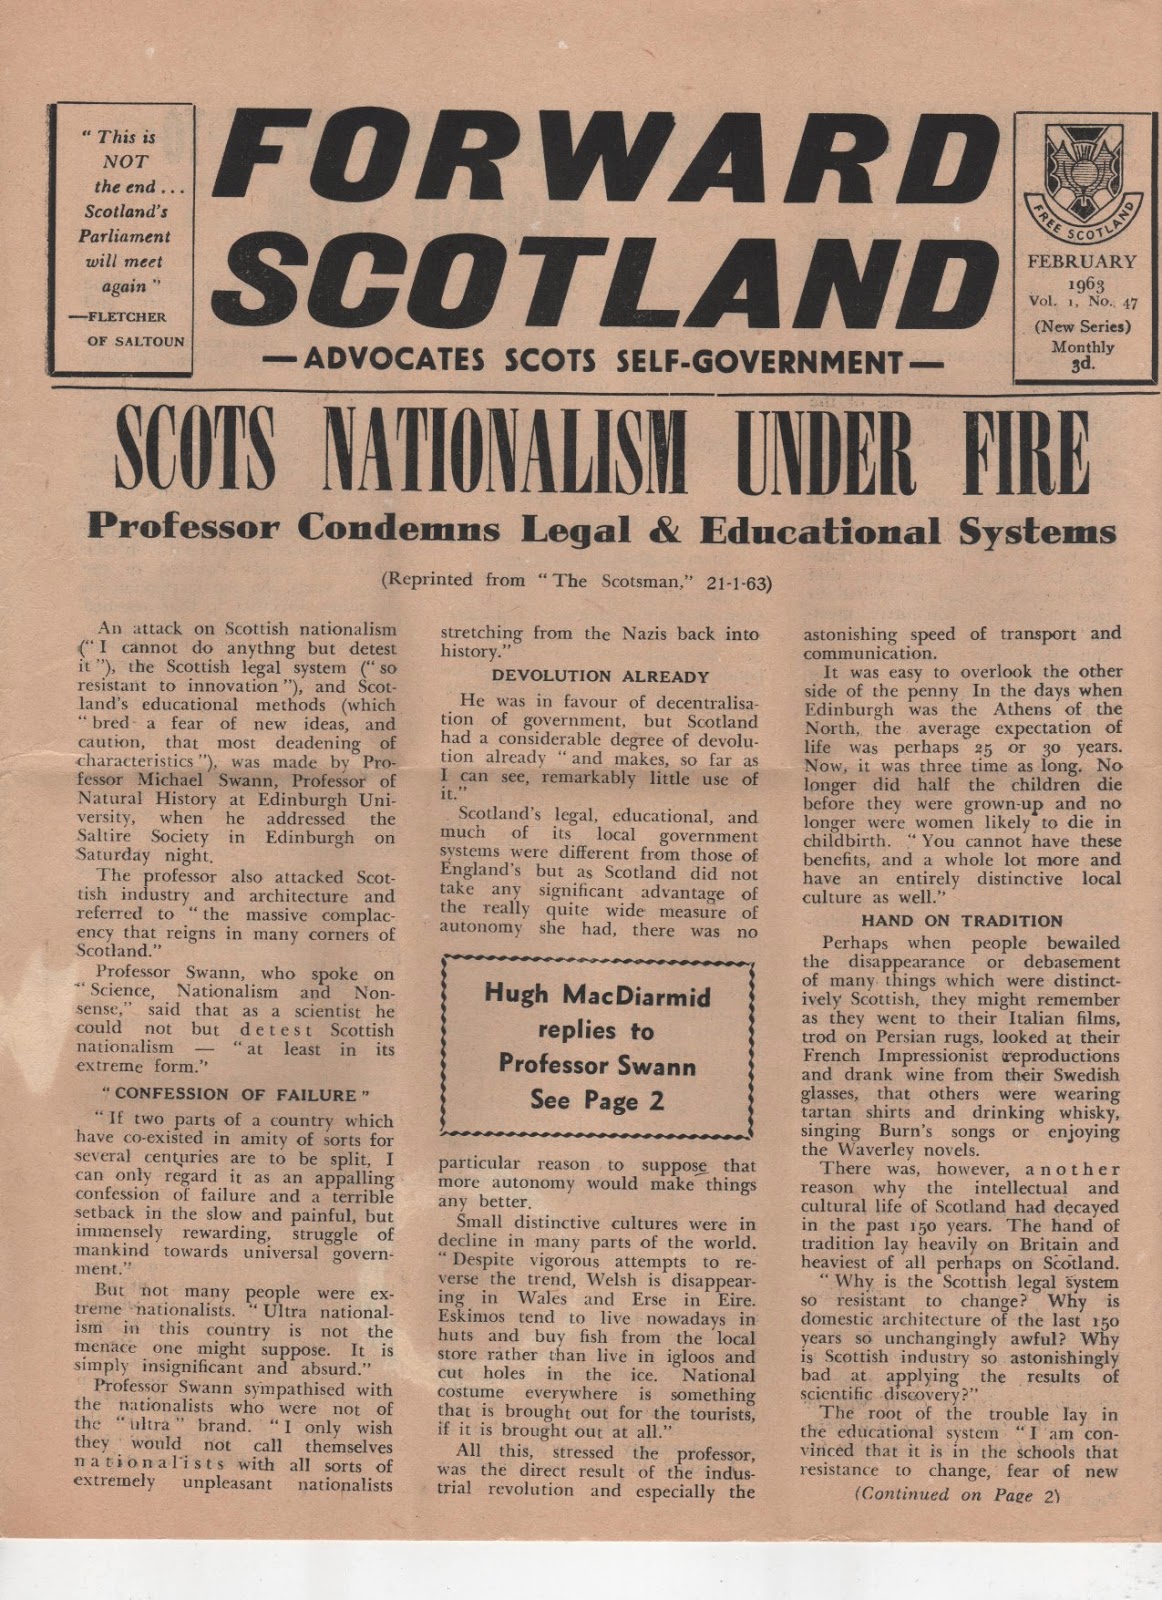 " This is
NOT
the end . . .
Scotland's
Parliament
will meet
again "
—FLETCHER
OF SALTOUN
FORWARD
SCOTLAND
—ADVOCATES SCOTS SELF-GOVERNMENT—
FREE SCOTLAND
FEBRUARY
1963
Vol. 1, No. 47
(New Series)
Monthly
3d.
SCOTS NATIONALISM UNDER FIRE
Professor Condemns Legal & Educational Systems
(Reprinted from " The Scotsman," 21-1-63)
An attack on Scottish nationalism
(" I cannot do anythng but detest
it "), the Scottish legal system (" so
resistant to innovation "), and Scot-
land's educational methods (which
" bred a fear of new ideas, and
caution, that most deadening of
characteristics "), was made by Pro-
fessor Michael Swann, Professor of
Natural History at Edinburgh Uni-
versity, when he addressed the
Saltire Society in Edinburgh on
Saturday night.
The professor also attacked Scot-
tish industry and architecture and
referred to " the massive complac-
ency that reigns in many corners of
Scotland."
Professor Swann, who spoke on
" Science, Nationalism and Non-
sense," said that as a scientist he
could not but detest Scottish
nationalism — " at least in its
extreme form."
" CONFESSION OF FAILURE "
" If two parts of a country which
have co-existed in amity of sorts for
several centuries are to be split, I
can only regard it as an appalling
confession of failure and a terrible
setback in the slow and painful, but
immensely rewarding, struggle of
mankind towards universal govern-
ment."
But not many people were ex-
treme nationalists. " Ultra national-
ism in this country is not the
menace one might suppose. It is
simply insignificant and absurd."
Professor Swann sympathised with
the nationalists who were not of
the " ultra " brand. " I only wish
they would not call themselves
nationalists with all sorts of
extremely unpleasant nationalists
stretching from the Nazis back into
history."
DEVOLUTION ALREADY
He was in favour of decentralisa-
tion of government, but Scotland
had a considerable degree of devolu-
tion already " and makes, so far as
I can see, remarkably little use of
it."
Scotland's legal, educational, and
much of its local government
systems were different from those of
England's but as Scotland did not
take any significant advantage of
the really quite wide measure of
autonomy she had, there was no
Hugh MacDiarmid
replies to
Professor Swann
See Page 2
particular reason to suppose that
more autonomy would make things
any better.
Small distinctive cultures were in
decline in many parts of the world.
" Despite vigorous attempts to re-
verse the trend, Welsh is disappear-
ing in Wales and Erse in Eire.
Eskimos tend to live nowadays in
huts and buy fish from the local
store rather than live in igloos and
cut holes in the ice. National
costume everywhere is something
that is brought out for the tourists,
if it is brought out at all."
All this, stressed the professor,
was the direct result of the indus-
trial revolution and especially the
astonishing speed of transport and
communication.
It was easy to overlook the other
side of the penny In the days when
Edinburgh was the Athens of the
North, the average expectation of
life was perhaps 25 or 30 years.
Now, it was three time as long. No
longer did half the children die
before they were grown-up and no
longer were women likely to die in
childbirth. " You cannot have these
benefits, and a whole lot more and
have an entirely distinctive local
culture as well."
HAND ON TRADITION
Perhaps when people bewailed
the disappearance or debasement
of many things which were distinct-
ively Scottish, they might remember
as they went to their Italian films,
trod on Persian rugs, looked at their
French Impressionist reproductions
and drank wine from their Swedish
glasses, that others were wearing
tartan shirts and drinking whisky,
singing Burn's songs or enjoying
the Waverley novels.
There was, however, another
reason why the intellectual and
cultural life of Scotland had decayed
in the past 150 years. The hand of
tradition lay heavily on Britain and
heaviest of all perhaps on Scotland.
" Why is the Scottish legal system
so resistant to change? Why is
domestic architecture of the last 150
years so unchangingly awful? Why
is Scottish industry so astonishingly
bad at applying the results of
scientific discovery?"
The root of the trouble lay in
the educational system " I am con-
vinced that it is in the schools that
resistance to change, fear of new
(Continued on Page 2)